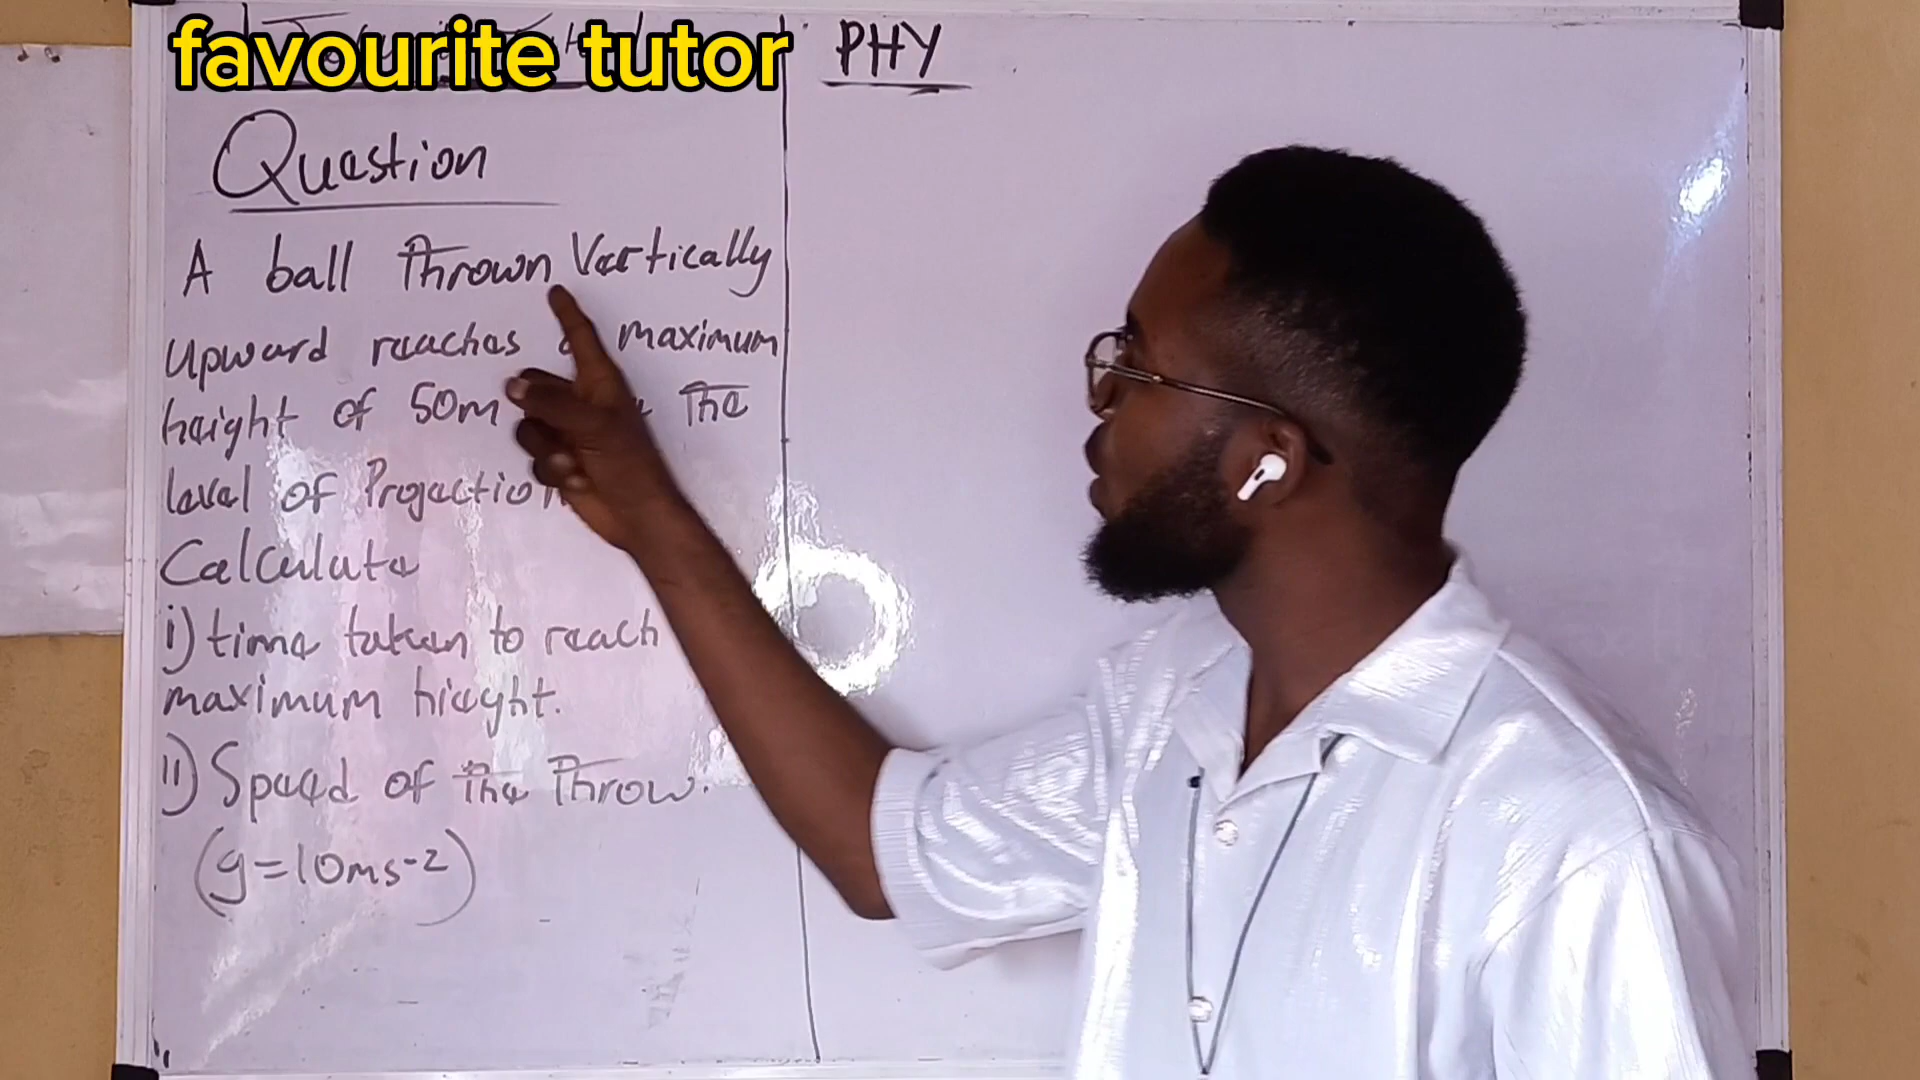 favourite tutor
PHY
Question
A ball thrown Vertically
Upward reaches a maximum
height of 50m the
level of Projection
Calculate
i) time taken to reach
maximum hieght.
ii) Speed of the Throw.
(g=10ms-2)